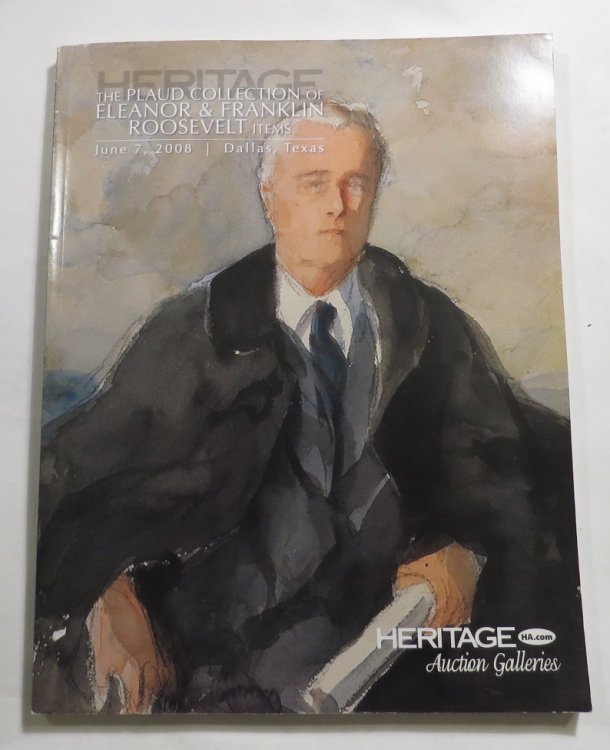 HERITAGE
THE PLAUD COLLECTION OF
ELEANOR & FRANKLIN
ROOSEVELT ITEMS
June 7, 2008 | Dallas, Texas
HERITAGE HA.com
Auction Galleries